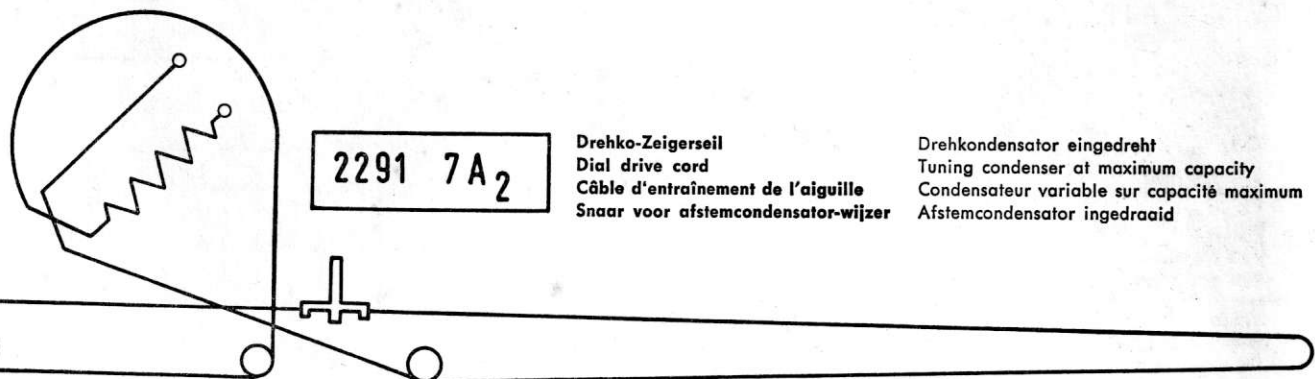 2291 7A2
Drehko-Zeigerseil
Dial drive cord
Câble d'entraînement de l'aiguille
Snaar voor afstemcondensator-wijzer
Drehkondensator eingedreht
Tuning condenser at maximum capacity
Condensateur variable sur capacité maximum
Afstemcondensator ingedraaid